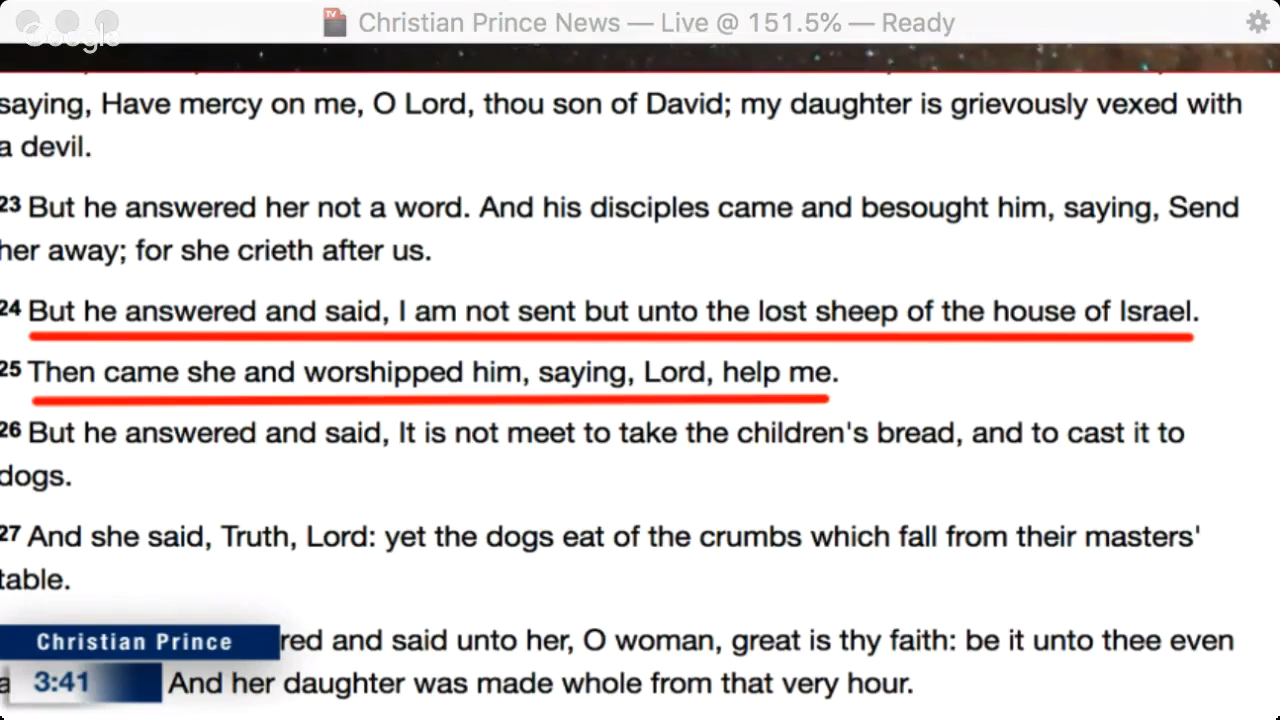 TV Christian Prince News — Live @ 151.5% — Ready
Google
saying, Have mercy on me, O Lord, thou son of David; my daughter is grievously vexed with
a devil.
23 But he answered her not a word. And his disciples came and besought him, saying, Send
her away; for she crieth after us.
24 But he answered and said, I am not sent but unto the lost sheep of the house of Israel.
25 Then came she and worshipped him, saying, Lord, help me.
26 But he answered and said, It is not meet to take the children's bread, and to cast it to
dogs.
27 And she said, Truth, Lord: yet the dogs eat of the crumbs which fall from their masters'
table.
Christian Prince red and said unto her, O woman, great is thy faith: be it unto thee even
a 3:41 And her daughter was made whole from that very hour.